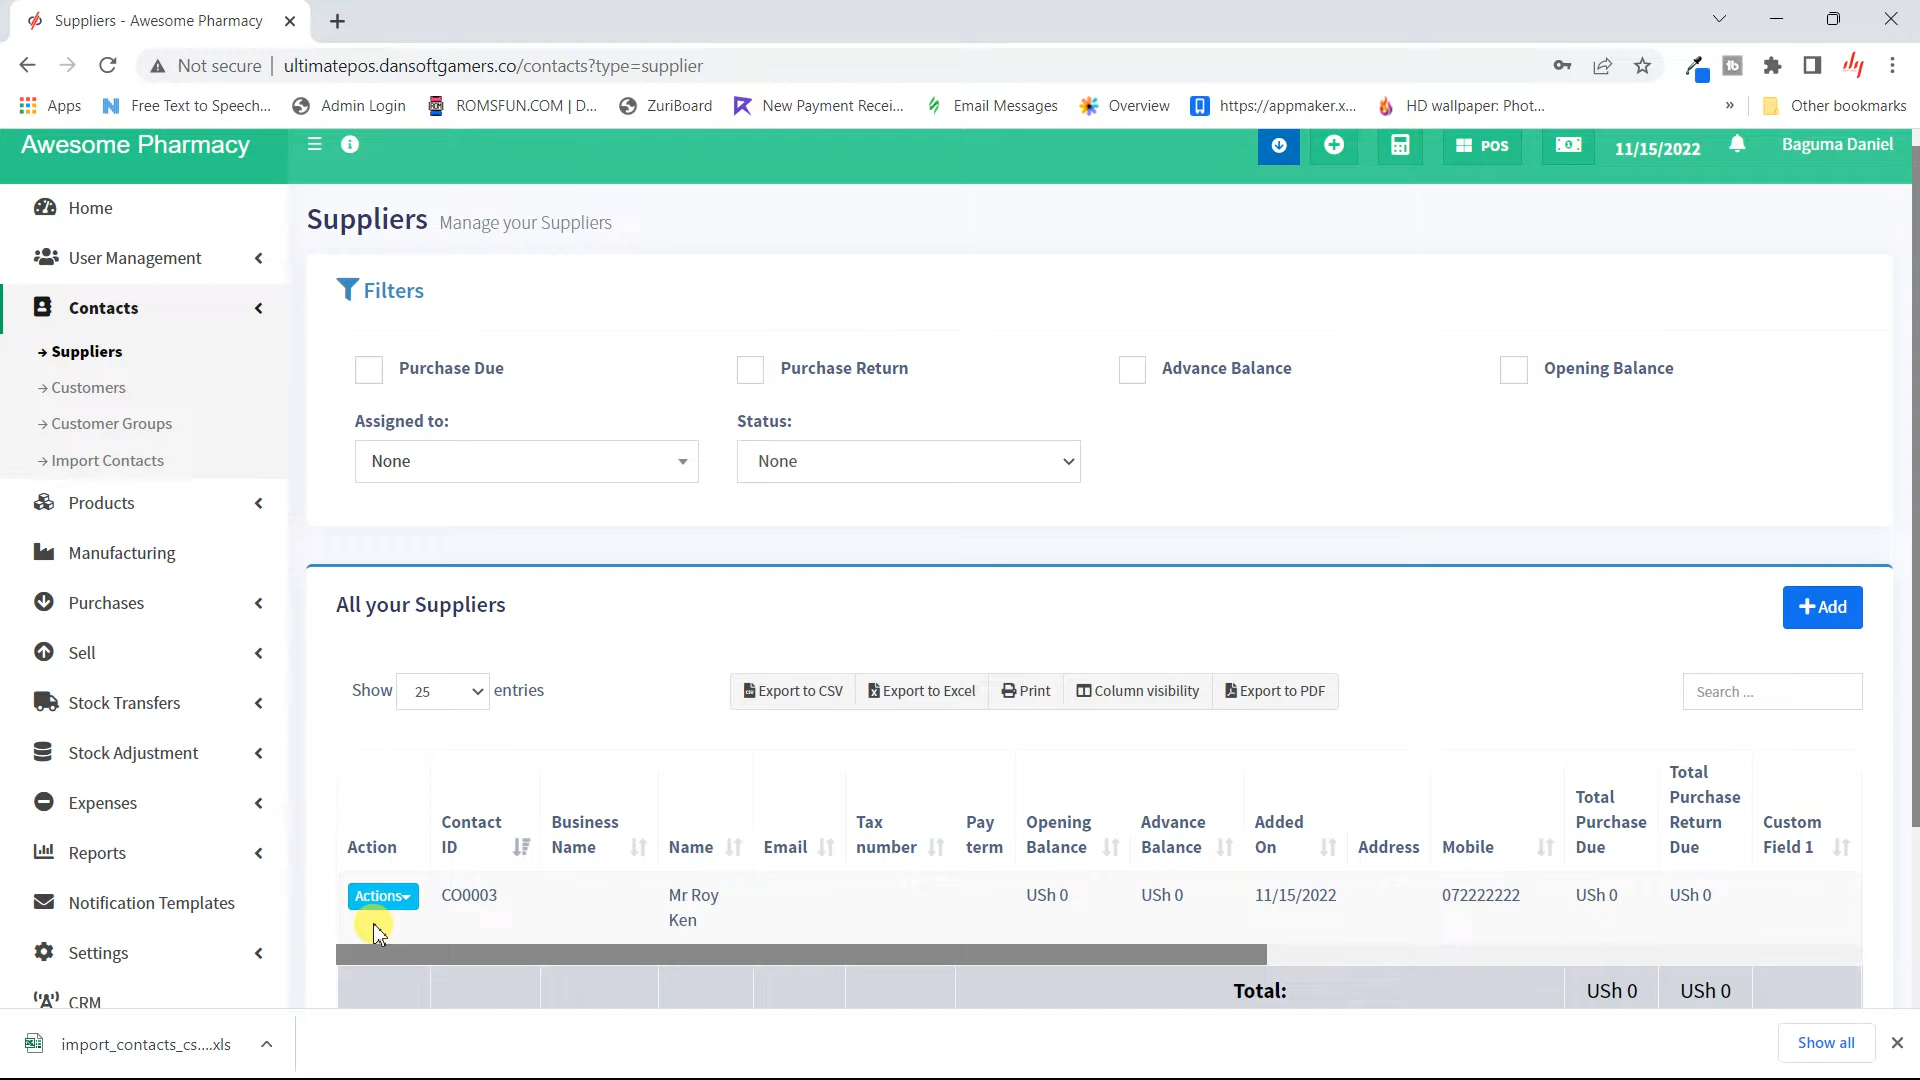 Suppliers - Awesome Pharmacy
Not secure | ultimatepos.dansoftgamers.co/contacts?type=supplier
Apps Free Text to Speech... Admin Login ROMSFUN.COM | D... ZuriBoard New Payment Recei... Email Messages Overview https://appmaker.x... HD wallpaper: Phot... » Other bookmarks
Awesome Pharmacy POS 11/15/2022 Baguma Daniel
Home
User Management
Contacts
Suppliers
Customers
Customer Groups
Import Contacts
Products
Manufacturing
Purchases
Sell
Stock Transfers
Stock Adjustment
Expenses
Reports
Notification Templates
Settings
CRM
Suppliers Manage your Suppliers
Filters
Purchase Due Purchase Return Advance Balance Opening Balance
Assigned to: Status:
None None
All your Suppliers
+ Add
Show 25 entries Export to CSV Export to Excel Print Column visibility Export to PDF Search ...
Action Contact ID Business Name Name Email Tax number Pay term Opening Balance Advance Balance Added On Address Mobile Total Purchase Due Total Purchase Return Due Custom Field 1
Actions CO0003 Mr Roy Ken USh 0 USh 0 11/15/2022 072222222 USh 0 USh 0
Total: USh 0 USh 0
import_contacts_cs....xls Show all